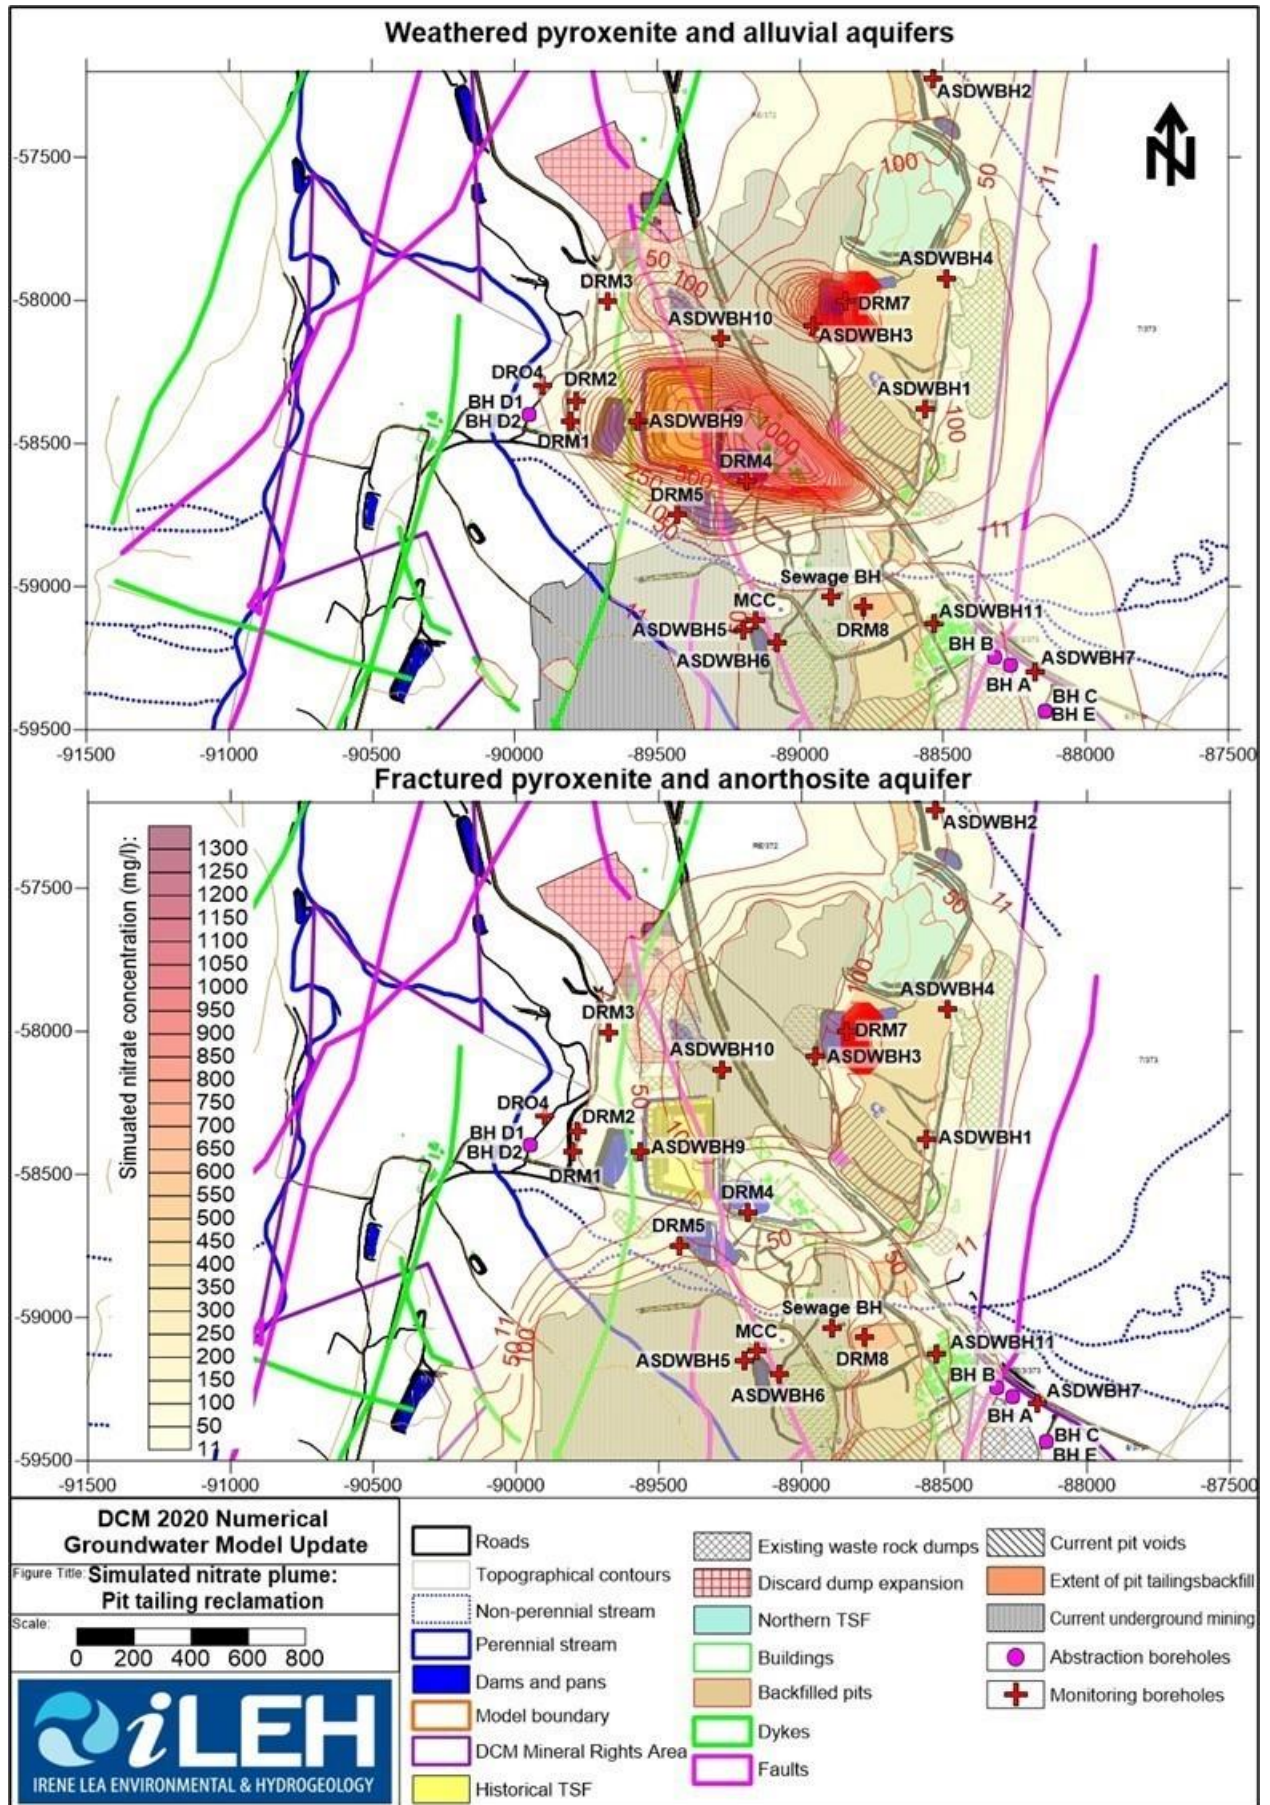 Weathered pyroxenite and alluvial aquifers
ASDWBH2
-57500
100
50
11
N
ASDWBH4
50
DRM3
100
-58000
DRM7
ASDWBH10
ASDWBH3
DRO4
DRM2
BH D1
ASDWBH1
BH D2
ASDWBH9
100
-58500
DRM1
1000
DRM4
250
500
DRM5
100
11
-59000
Sewage BH
11
MCC
ASDWBH11
ASDWBH5
DRM8
BH B
ASDWBH6
ASDWBH7
BH A
BH C
-59500
BH E
-91500
-91000
-90500
-90000
-89500
-89000
-88500
-88000
-87500
Fractured pyroxenite and anorthosite aquifer
ASDWBH2
Simuated nitrate concentration (mg/l):
1300
1250
1200
1150
1100
1050
1000
950
900
850
800
750
700
650
600
550
500
450
400
350
300
250
200
150
100
50
11
-57500
50
11
100
ASDWBH4
-58000
DRM3
DRM7
ASDWBH10
ASDWBH3
50
DRO4
DRM2
BH D1
ASDWBH1
BH D2
ASDWBH9
-58500
DRM1
DRM4
DRM5
50
11
50
-59000
Sewage BH
11
50
100
MCC
ASDWBH11
ASDWBH5
DRM8
BH B
ASDWBH6
ASDWBH7
BH A
BH C
-59500
BH E
-91500
-91000
-90500
-90000
-89500
-89000
-88500
-88000
-87500
DCM 2020 Numerical
Groundwater Model Update
Figure Title: Simulated nitrate plume:
Pit tailing reclamation
Scale:
0 200 400 600 800
iLEH
IRENE LEA ENVIRONMENTAL & HYDROGEOLOGY
Roads
Topographical contours
Non-perennial stream
Perennial stream
Dams and pans
Model boundary
DCM Mineral Rights Area
Historical TSF
Existing waste rock dumps
Discard dump expansion
Northern TSF
Buildings
Backfilled pits
Dykes
Faults
Current pit voids
Extent of pit tailingsbackfill
Current underground mining
Abstraction boreholes
Monitoring boreholes